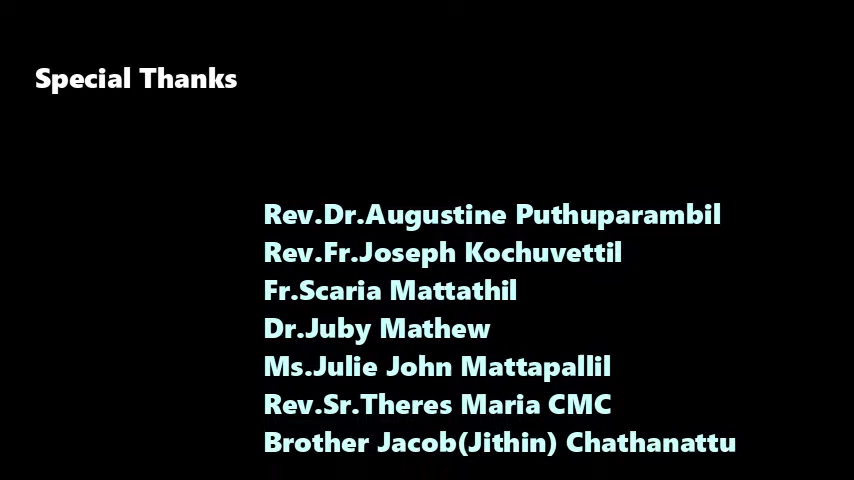 Special Thanks
Rev.Dr.Augustine Puthuparambil
Rev.Fr.Joseph Kochuvettil
Fr.Scaria Mattathil
Dr.Juby Mathew
Ms.Julie John Mattapallil
Rev.Sr.Theres Maria CMC
Brother Jacob(Jithin) Chathanattu